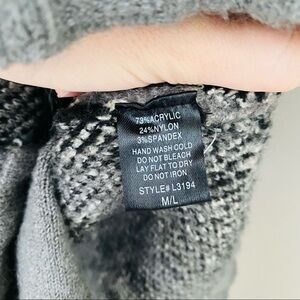 73%ACRYLIC
24%NYLON
3%SPANDEX
HAND WASH COLD
DO NOT BLEACH
LAY FLAT TO DRY
DO NOT IRON
STYLE# L3194
M/L